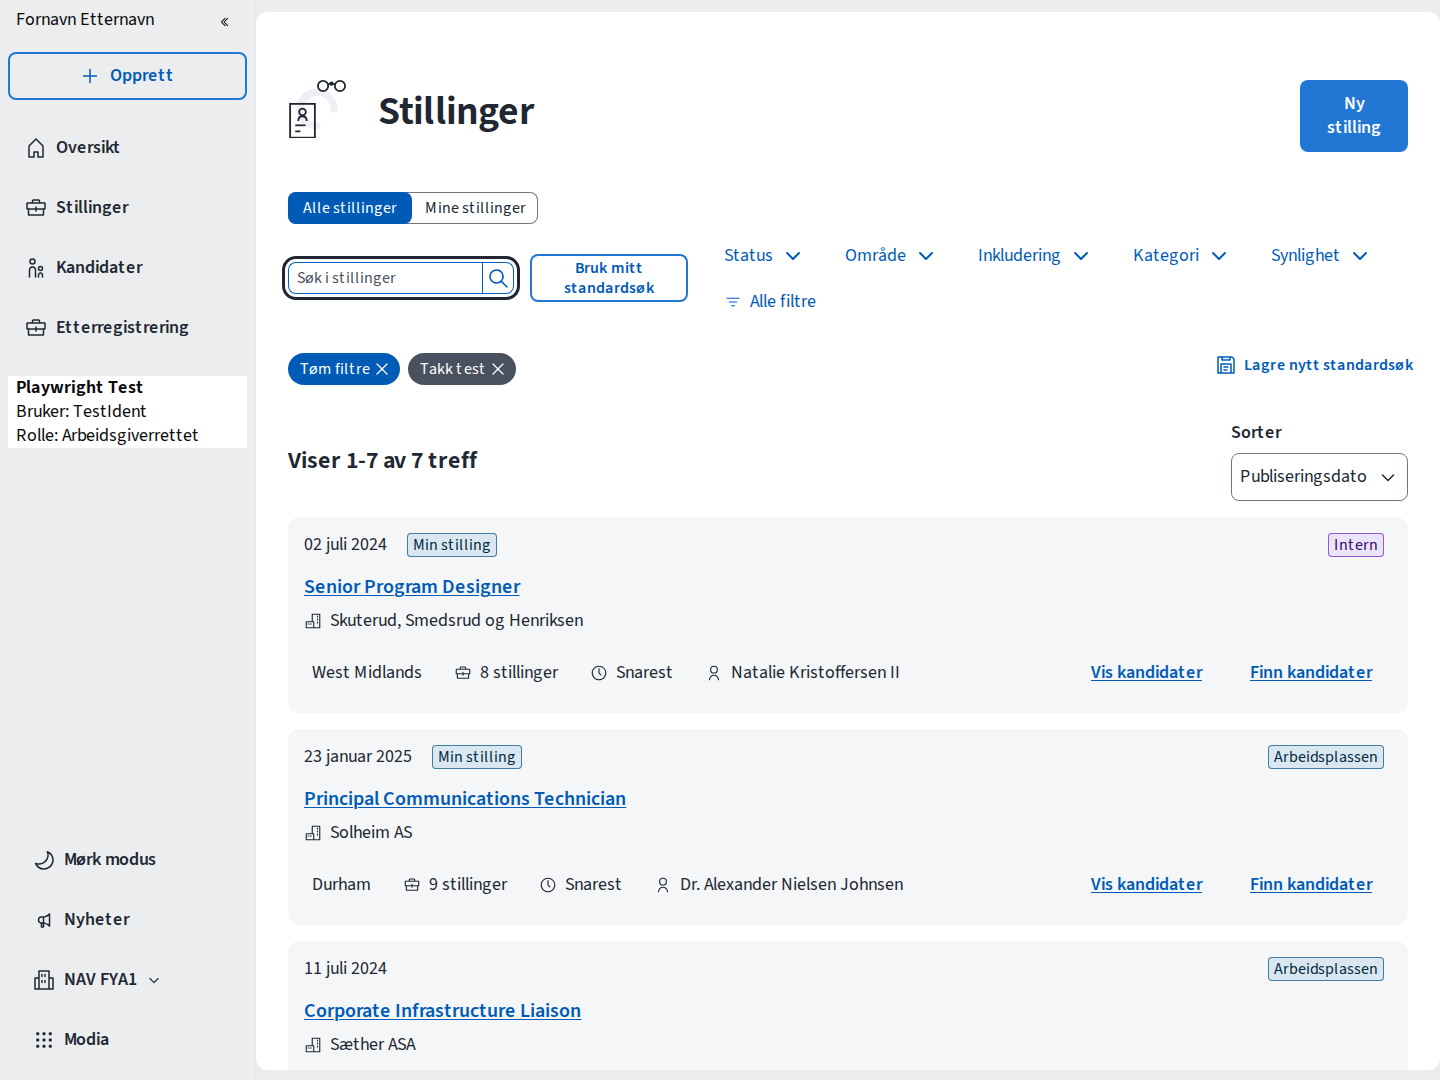 Fornavn Etternavn
Opprett
Oversikt
Stillinger
Kandidater
Etterregistrering
Playwright Test
Bruker: TestIdent
Rolle: Arbeidsgiverrettet
Mørk modus
Nyheter
NAV FYA1
Modia
Stillinger
Ny
stilling
Alle stillinger
Mine stillinger
Søk i stillinger
Bruk mitt
standardsøk
Status
Område
Inkludering
Kategori
Synlighet
Alle filtre
Tøm filtre
Takk test
Lagre nytt standardsøk
Viser 1-7 av 7 treff
Sorter
Publiseringsdato
02 juli 2024
Min stilling
Intern
Senior Program Designer
Skuterud, Smedsrud og Henriksen
West Midlands
8 stillinger
Snarest
Natalie Kristoffersen II
Vis kandidater
Finn kandidater
23 januar 2025
Min stilling
Arbeidsplassen
Principal Communications Technician
Solheim AS
Durham
9 stillinger
Snarest
Dr. Alexander Nielsen Johnsen
Vis kandidater
Finn kandidater
11 juli 2024
Arbeidsplassen
Corporate Infrastructure Liaison
Sæther ASA